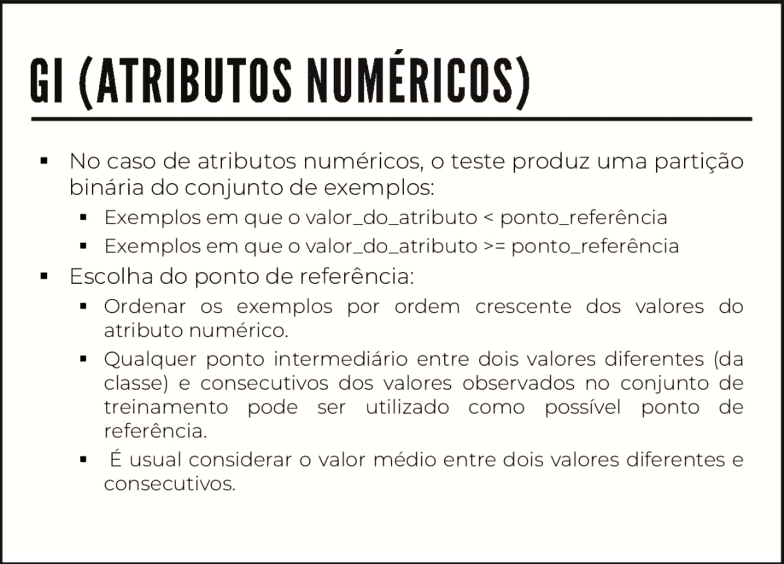 GI (ATRIBUTOS NUMÉRICOS)
▪ No caso de atributos numéricos, o teste produz uma partição
binária do conjunto de exemplos:
▪ Exemplos em que o valor_do_atributo < ponto_referência
▪ Exemplos em que o valor_do_atributo >= ponto_referência
▪ Escolha do ponto de referência:
▪ Ordenar os exemplos por ordem crescente dos valores do
atributo numérico.
▪ Qualquer ponto intermediário entre dois valores diferentes (da
classe) e consecutivos dos valores observados no conjunto de
treinamento pode ser utilizado como possível ponto de
referência.
▪ É usual considerar o valor médio entre dois valores diferentes e
consecutivos.